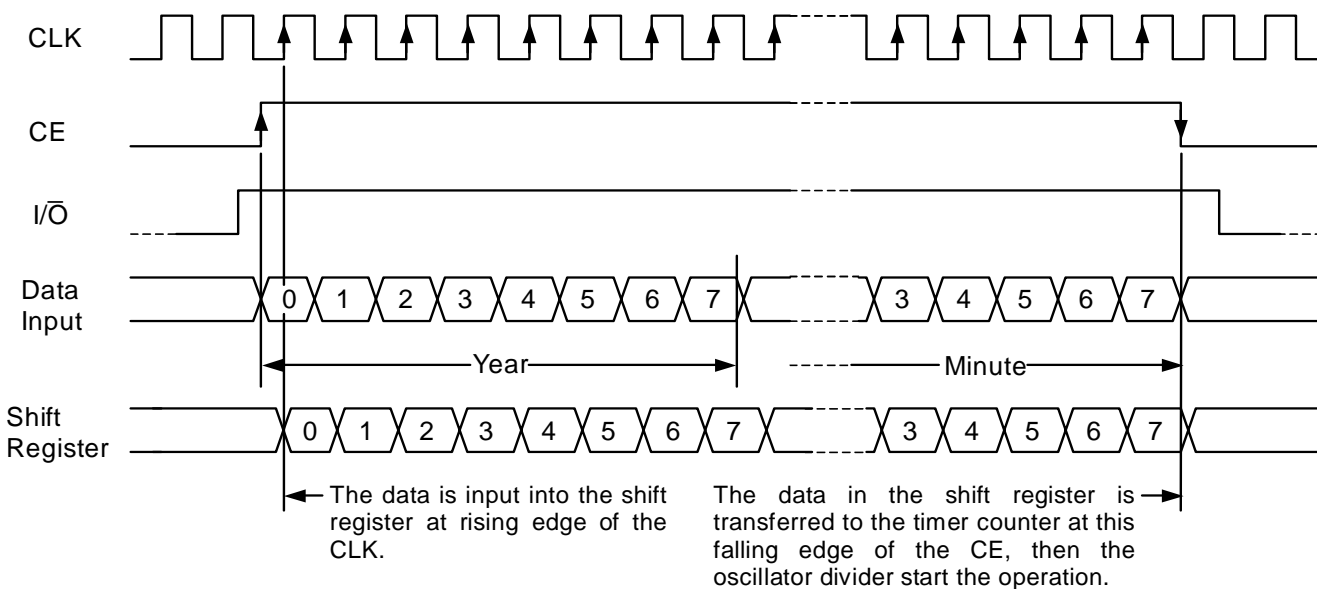 CLK
CE
I/O̅
Data
Input
0 1 2 3 4 5 6 7 3 4 5 6 7
Year Minute
Shift
Register
0 1 2 3 4 5 6 7 3 4 5 6 7
The data is input into the shift
register at rising edge of the
CLK.
The data in the shift register is
transferred to the timer counter at this
falling edge of the CE, then the
oscillator divider start the operation.